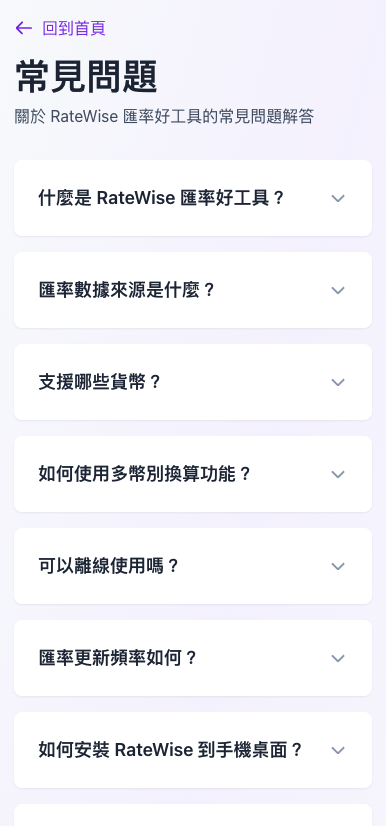 回到首頁
常見問題
關於 RateWise 匯率好工具的常見問題解答
什麼是 RateWise 匯率好工具？
匯率數據來源是什麼？
支援哪些貨幣？
如何使用多幣別換算功能？
可以離線使用嗎？
匯率更新頻率如何？
如何安裝 RateWise 到手機桌面？